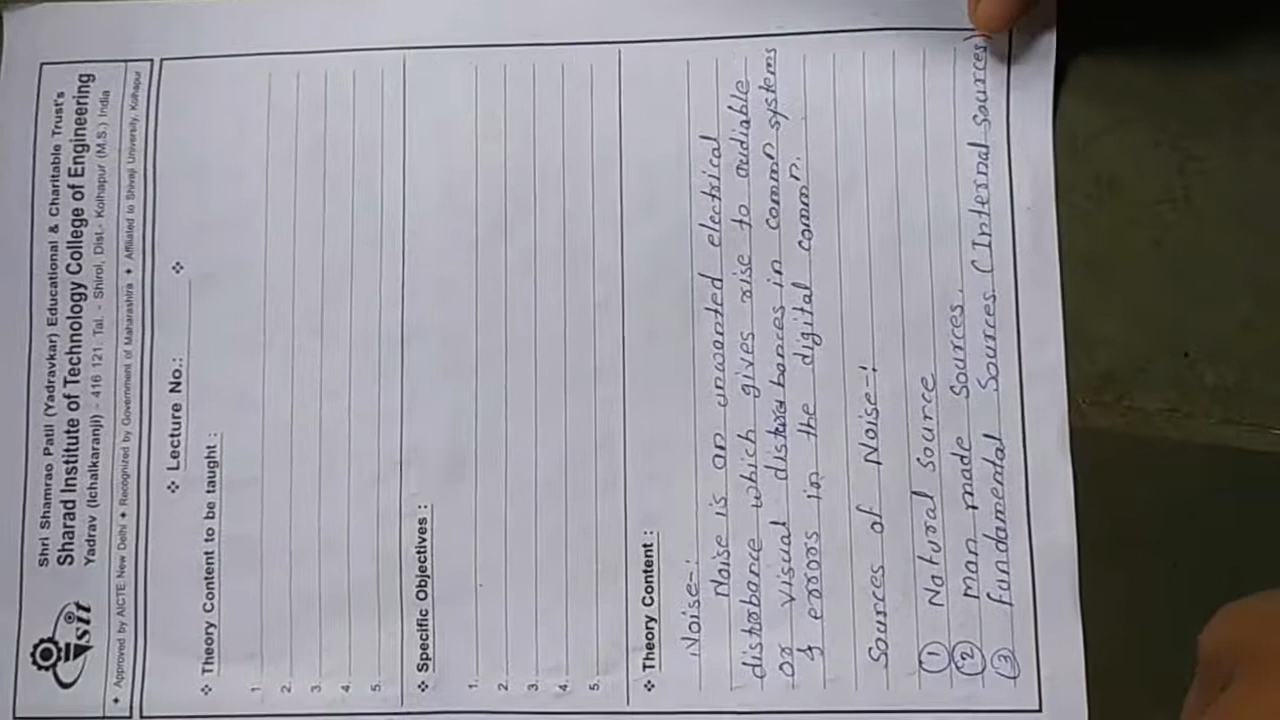 Shri Shamrao Patil (Yadravkar) Educational & Charitable Trust's
Sharad Institute of Technology College of Engineering
Yadrav (Ichalkaranji) - 416 121. Tal. - Shirol, Dist.- Kolhapur (M.S.) India
sit
✦ Approved by AICTE New Delhi ✦ Recognized by Government of Maharashtra ✦ Affiliated to Shivaji University, Kolhapur
❖ Lecture No.: ❖
❖ Theory Content to be taught :
1.
2.
3.
4.
5.
❖ Specific Objectives :
1.
2.
3.
4.
5.
❖ Theory Content :
Noise-:
Noise is an unwanted electrical
disturbance which gives rise to audiable
or visual disturbances in commn systems
& errors in the digital commn.
Sources of Noise-:
(1) Natural Source
(2) man made Sources.
(3) fundamental Sources (Internal Sources)